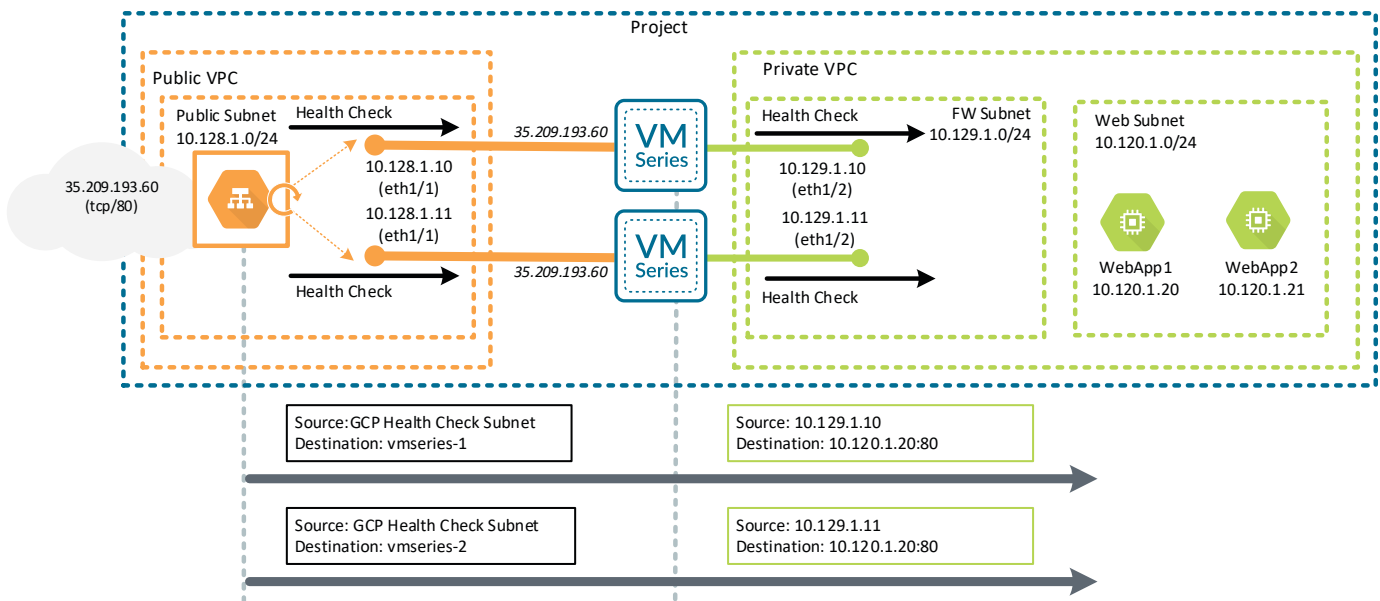 Project
Public VPC
Public Subnet
10.128.1.0/24
Health Check
35.209.193.60
(tcp/80)
10.128.1.10
(eth1/1)
10.128.1.11
(eth1/1)
Health Check
35.209.193.60
VM
Series
35.209.193.60
VM
Series
Private VPC
Health Check
FW Subnet
10.129.1.0/24
10.129.1.10
(eth1/2)
10.129.1.11
(eth1/2)
Health Check
Web Subnet
10.120.1.0/24
WebApp1
10.120.1.20
WebApp2
10.120.1.21
Source:GCP Health Check Subnet
Destination: vmseries-1
Source: 10.129.1.10
Destination: 10.120.1.20:80
Source: GCP Health Check Subnet
Destination: vmseries-2
Source: 10.129.1.11
Destination: 10.120.1.20:80